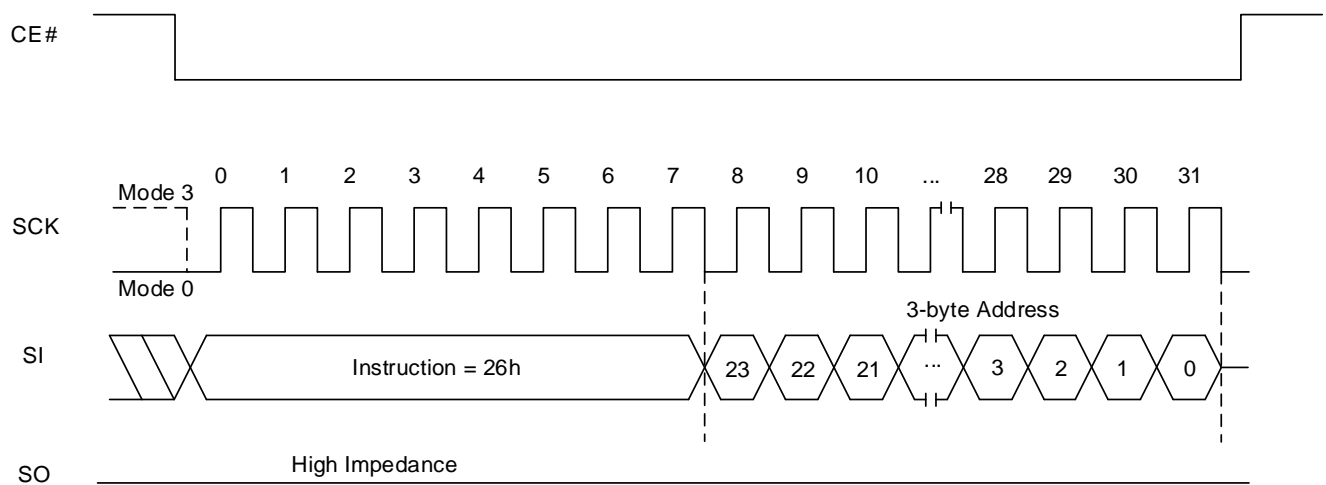 CE#
0 1 2 3 4 5 6 7 8 9 10 ... 28 29 30 31
Mode 3
SCK
Mode 0
3-byte Address
SI
Instruction = 26h
23 22 21 ... 3 2 1 0
High Impedance
SO